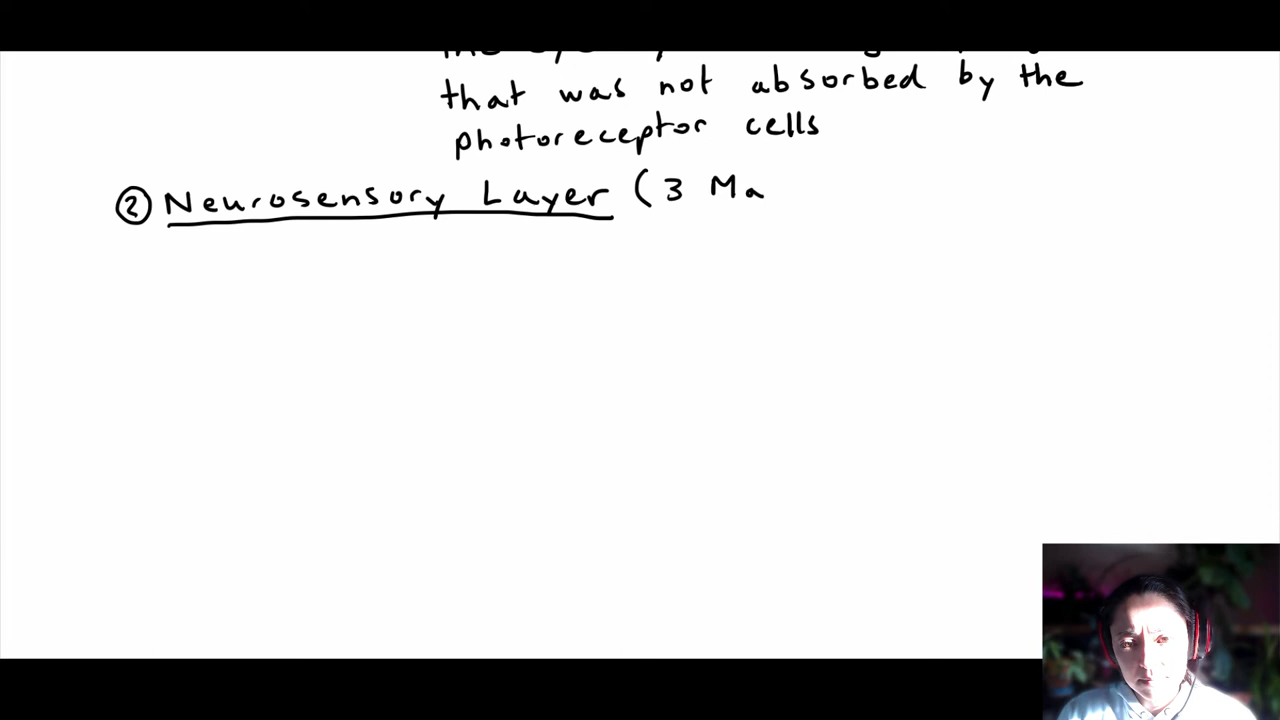 that was not absorbed by the
photoreceptor cells
② Neurosensory Layer (3 Ma